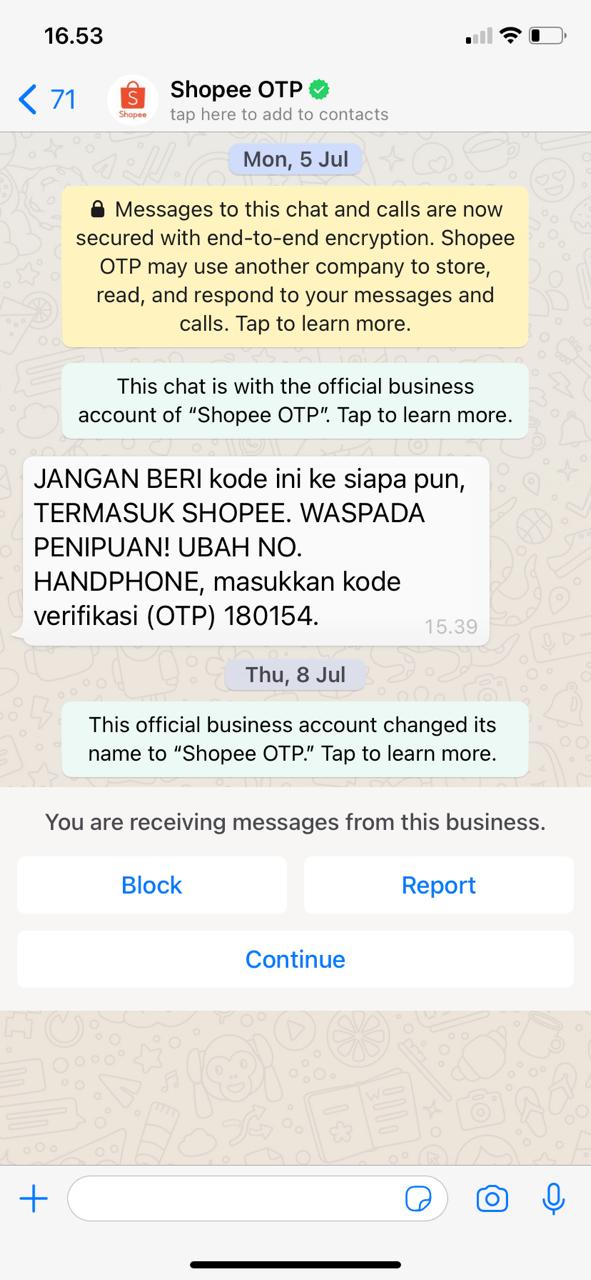 16.53
71
Shopee
Shopee OTP
tap here to add to contacts
Mon, 5 Jul
Messages to this chat and calls are now
secured with end-to-end encryption. Shopee
OTP may use another company to store,
read, and respond to your messages and
calls. Tap to learn more.
This chat is with the official business
account of “Shopee OTP”. Tap to learn more.
JANGAN BERI kode ini ke siapa pun,
TERMASUK SHOPEE. WASPADA
PENIPUAN! UBAH NO.
HANDPHONE, masukkan kode
verifikasi (OTP) 180154.
15.39
Thu, 8 Jul
This official business account changed its
name to “Shopee OTP.” Tap to learn more.
You are receiving messages from this business.
Block
Report
Continue